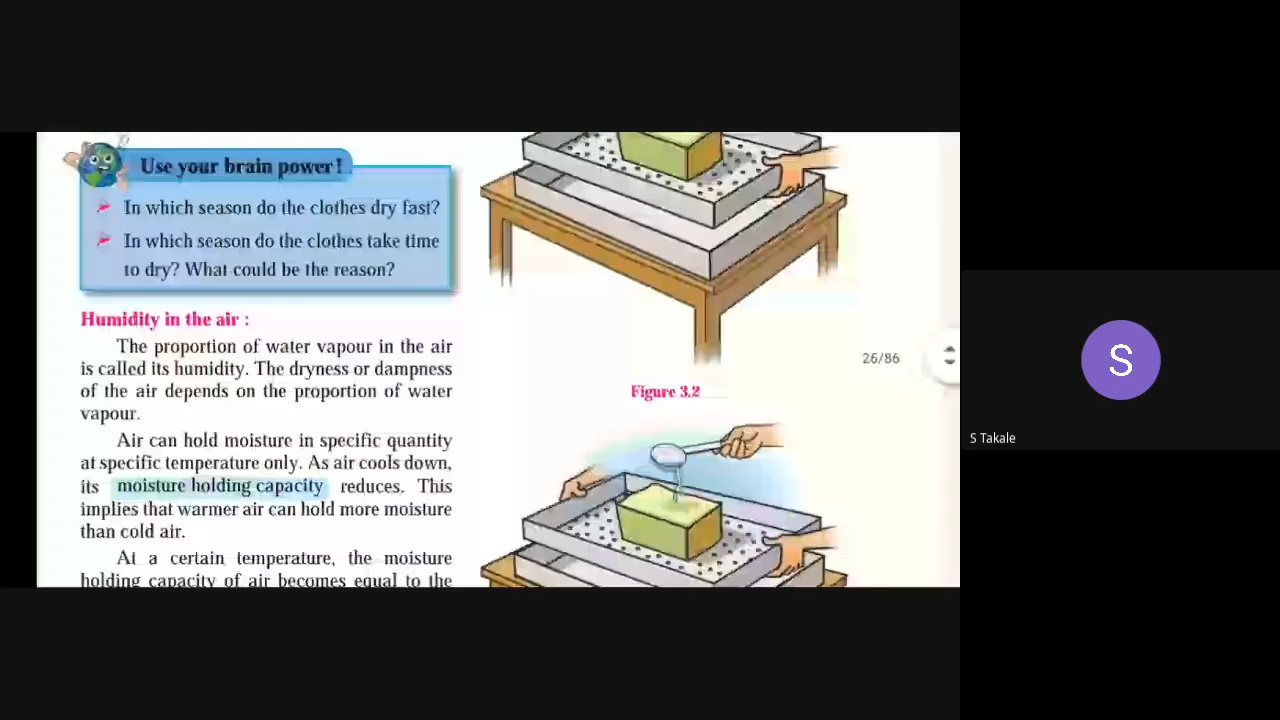 Use your brain power!
In which season do the clothes dry fast?
In which season do the clothes take time
to dry? What could be the reason?
Humidity in the air :
The proportion of water vapour in the air
is called its humidity. The dryness or dampness
of the air depends on the proportion of water
vapour.
Air can hold moisture in specific quantity
at specific temperature only. As air cools down,
its moisture holding capacity reduces. This
implies that warmer air can hold more moisture
than cold air.
At a certain temperature, the moisture
holding capacity of air becomes equal to the
26/86
Figure 3.2
S
S Takale